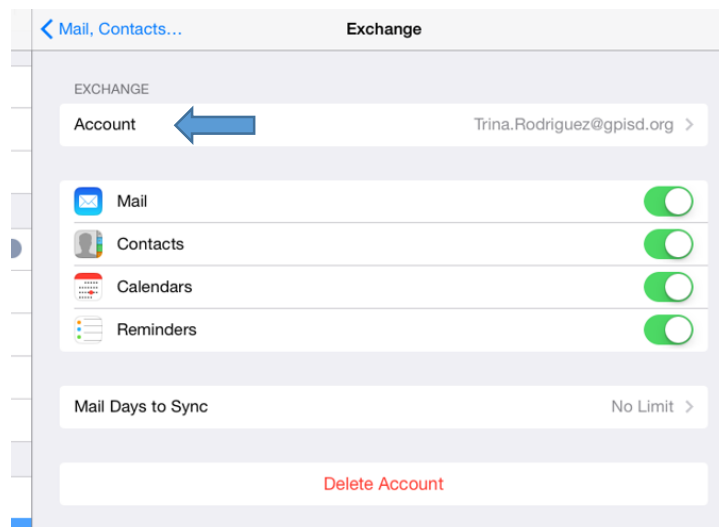 Mail, Contacts... Exchange
EXCHANGE
Account Trina.Rodriguez@gpisd.org
Mail
Contacts
Calendars
Reminders
Mail Days to Sync No Limit
Delete Account